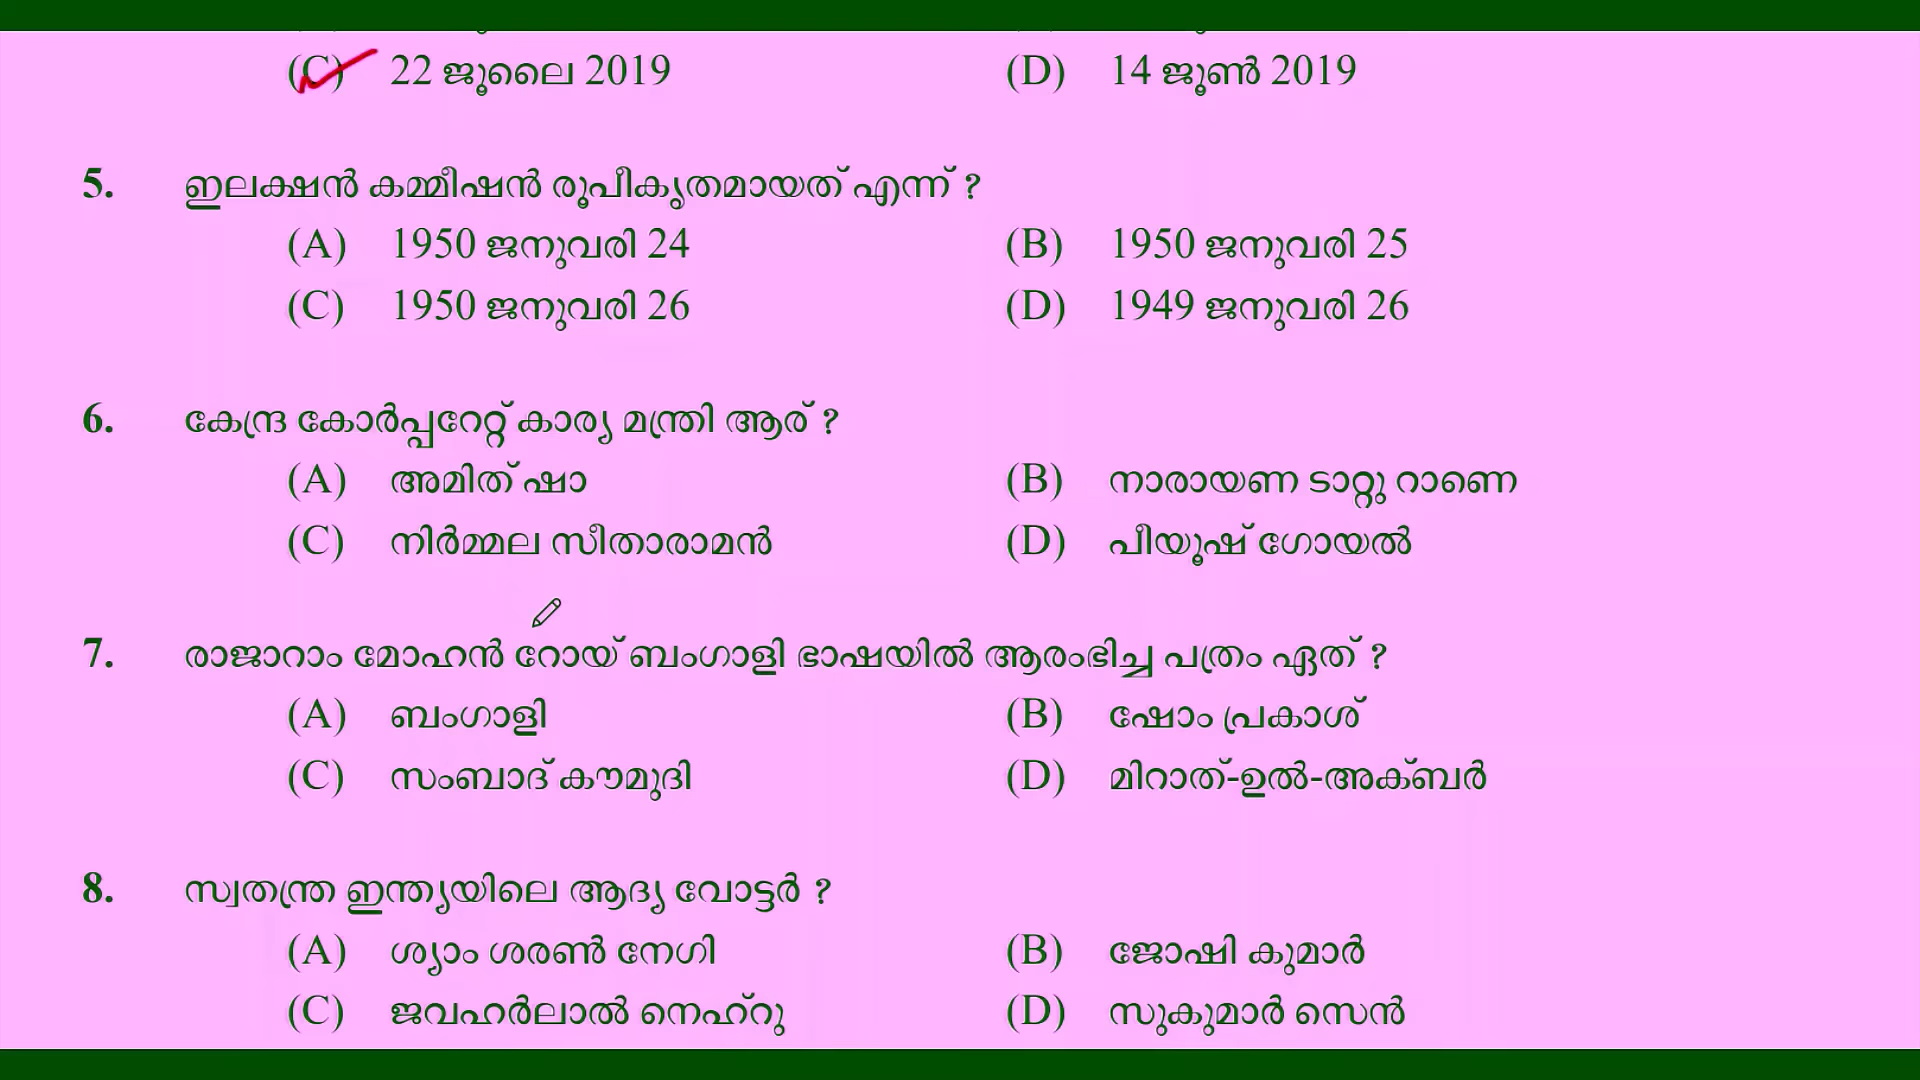 (C) 22 ജൂലൈ 2019 (D) 14 ജൂൺ 2019
5. ഇലക്ഷൻ കമ്മീഷൻ രൂപീകൃതമായത് എന്ന് ?
(A) 1950 ജനുവരി 24 (B) 1950 ജനുവരി 25
(C) 1950 ജനുവരി 26 (D) 1949 ജനുവരി 26
6. കേന്ദ്ര കോർപ്പറേറ്റ് കാര്യ മന്ത്രി ആര് ?
(A) അമിത് ഷാ (B) നാരായണ ടാറ്റു റാണെ
(C) നിർമ്മല സീതാരാമൻ (D) പീയൂഷ് ഗോയൽ
7. രാജാറാം മോഹൻ റോയ് ബംഗാളി ഭാഷയിൽ ആരംഭിച്ച പത്രം ഏത് ?
(A) ബംഗാളി (B) ഷോം പ്രകാശ്
(C) സംബാദ് കൗമുദി (D) മിറാത്-ഉൽ-അക്ബർ
8. സ്വതന്ത്ര ഇന്ത്യയിലെ ആദ്യ വോട്ടർ ?
(A) ശ്യാം ശരൺ നേഗി (B) ജോഷി കുമാർ
(C) ജവഹർലാൽ നെഹ്റു (D) സുകുമാർ സെൻ